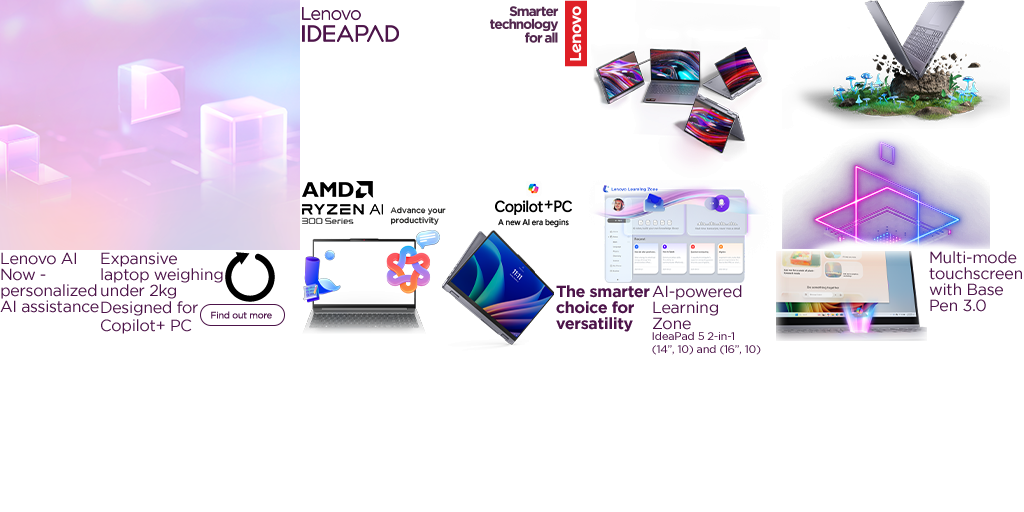 Lenovo
IDEAPAD
Smarter
technology
for all
Lenovo
AMD
RYZEN AI
300 Series
Advance your
productivity
Copilot+PC
A new AI era begins
Lenovo Learning Zone
Lenovo AI
Now -
personalized
AI assistance
Expansive
laptop weighing
under 2kg
Designed for
Copilot+ PC
Find out more
The smarter
choice for
versatility
AI-powered
Learning
Zone
IdeaPad 5 2-in-1
(14", 10) and (16", 10)
Multi-mode
touchscreen
with Base
Pen 3.0